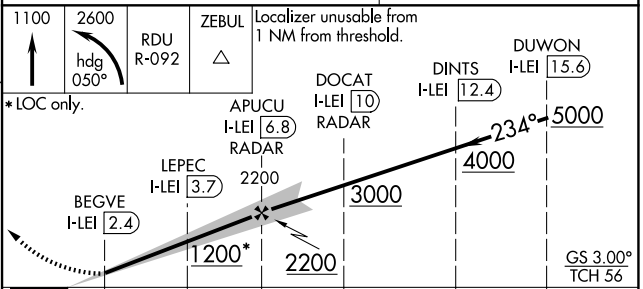 1100
2600
hdg
050°
RDU
R-092
ZEBUL
Localizer unusable from
1 NM from threshold.
* LOC only.
DUWON
I-LEI 15.6
DINTS
I-LEI 12.4
DOCAT
I-LEI 10
RADAR
APUCU
I-LEI 6.8
RADAR
2200
LEPEC
I-LEI 3.7
BEGVE
I-LEI 2.4
234°
5000
4000
3000
2200
1200*
GS 3.00°
TCH 56